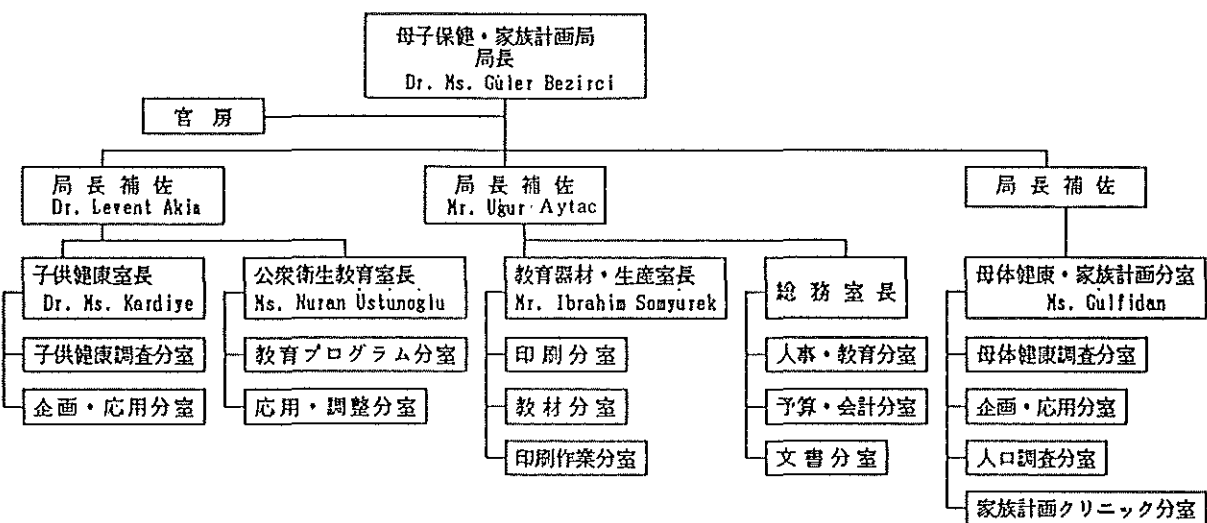 母子保健・家族計画局
局長
Dr. Ms. Güler Bezirci
官房
局長補佐
Dr. Levent Akin
局長補佐
Mr. Uğur Aytac
局長補佐
子供健康室長
Dr. Ms. Kardiye
公衆衛生教育室長
Ms. Nuran Üstunoglu
教育器材・生産室長
Mr. Ibrahim Somyurek
総務室長
母体健康・家族計画分室
Ms. Gulfidan
子供健康調査分室
教育プログラム分室
印刷分室
人事・教育分室
母体健康調査分室
企画・応用分室
応用・調整分室
教材分室
予算・会計分室
企画・応用分室
印刷作業分室
文書分室
人口調査分室
家族計画クリニック分室